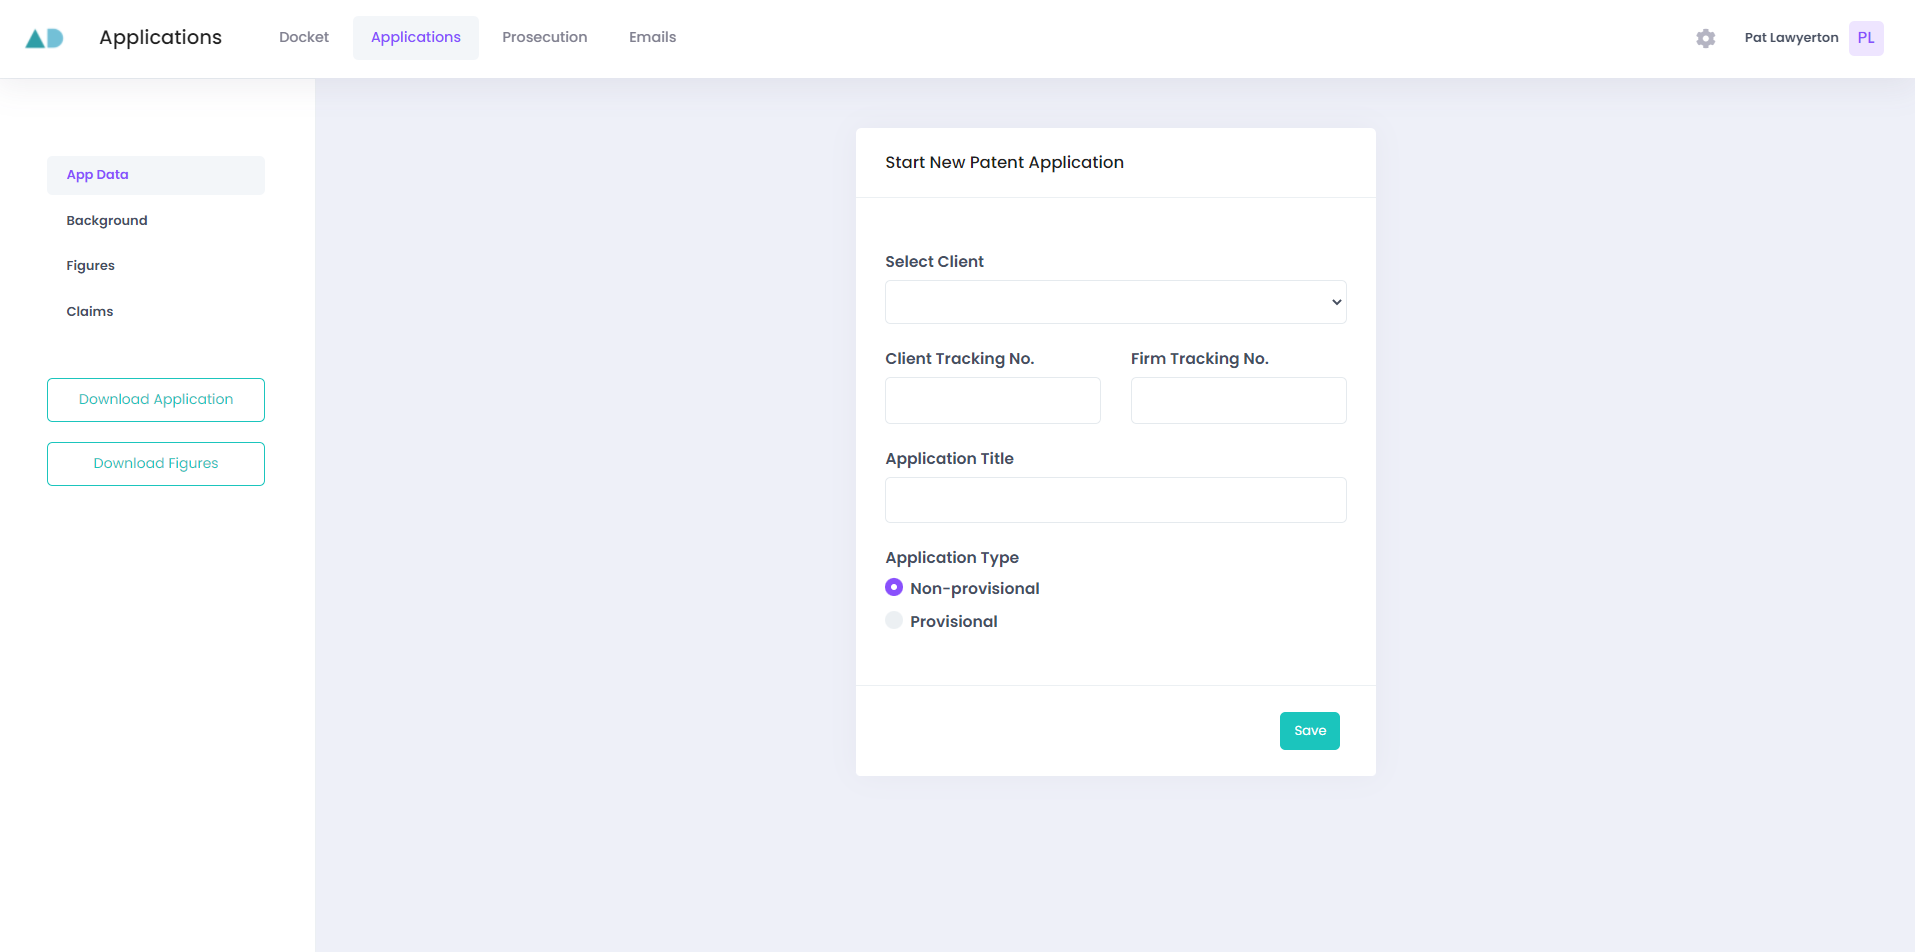 Applications
Docket
Applications
Prosecution
Emails
Pat Lawyerton
PL
App Data
Background
Figures
Claims
Download Application
Download Figures
Start New Patent Application
Select Client
Client Tracking No.
Firm Tracking No.
Application Title
Application Type
Non-provisional
Provisional
Save